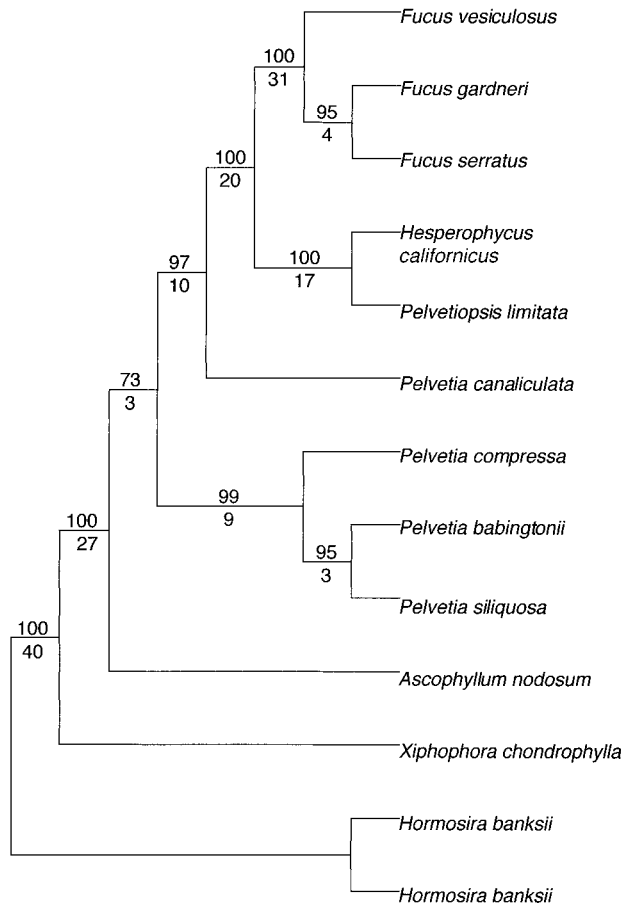 Fucus vesiculosus
100
31
Fucus gardneri
95
4
Fucus serratus
100
20
Hesperophycus
californicus
100
17
97
10
Pelvetiopsis limitata
Pelvetia canaliculata
73
3
Pelvetia compressa
99
9
Pelvetia babingtonii
100
27
95
3
Pelvetia siliquosa
100
40
Ascophyllum nodosum
Xiphophora chondrophylla
Hormosira banksii
Hormosira banksii